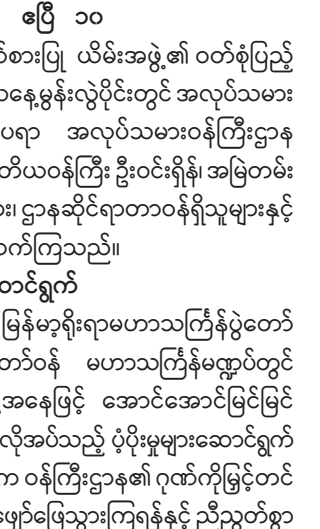 ဧပြီ ၁၀
စားပြု ယိမ်းအဖွဲ့၏ ဝတ်စုံပြည့်
နေ့မွန်းလွဲပိုင်းတွင် အလုပ်သမား
အလုပ်သမားဝန်ကြီးဌာန
တိယဝန်ကြီး ဦးဝင်းရှိန်၊ အမြဲတမ်း
ဌာနဆိုင်ရာတာဝန်ရှိသူများနှင့်
က်ကြသည်။
တင်ရွက်
မြန်မာ့ရိုးရာမဟာသင်္ကြန်ပွဲတော်
တော်ဝန် မဟာသင်္ကြန်မဏ္ဍပ်တွင်
အနေဖြင့် အောင်အောင်မြင်မြင်
လိုအပ်သည့် ပံ့ပိုးမှုများဆောင်ရွက်
က ဝန်ကြီးဌာန၏ ဂုဏ်ကိုမြှင့်တင်
ဖျော်ဖြေသွားကြရန်နှင့် ညီညွတ်စွာ